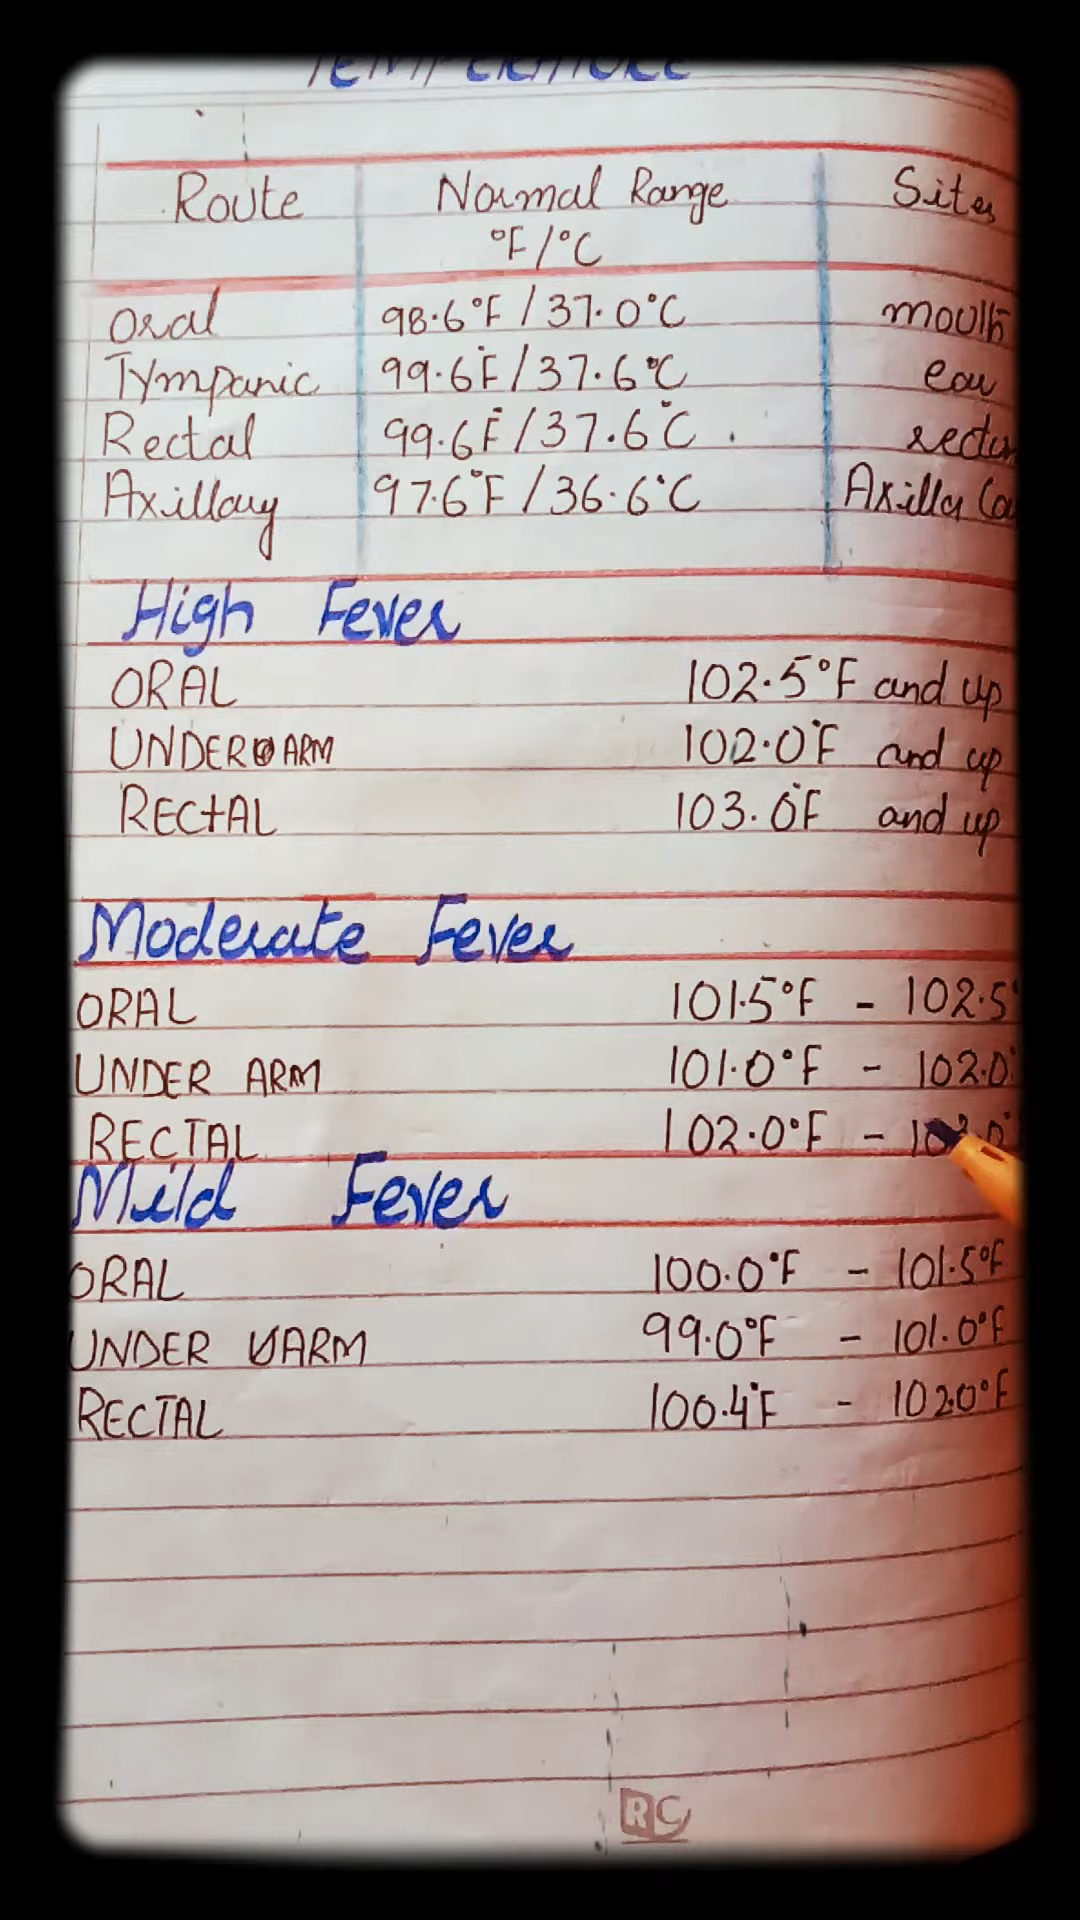 TEMPERATURE
Route Normal Range Sites
°F/°C
Oral 98.6°F / 37.0°C mouth
Tympanic 99.6°F / 37.6°C ear
Rectal 99.6°F / 37.6°C .
Axillary 97.6°F / 36.6°C Axilla
High Fever
ORAL 102.5°F and up
UNDER ARM 102.0°F and up
RECtAL 103.0°F and up
Moderate Fever
ORAL 101.5°F - 102.5°
UNDER ARM 101.0°F - 102.0°
RECTAL 102.0°F -
Mild Fever
ORAL 100.0°F - 101.5°F
UNDER ARM 99.0°F - 101.0°F
RECTAL 100.4°F - 102.0°F
RC